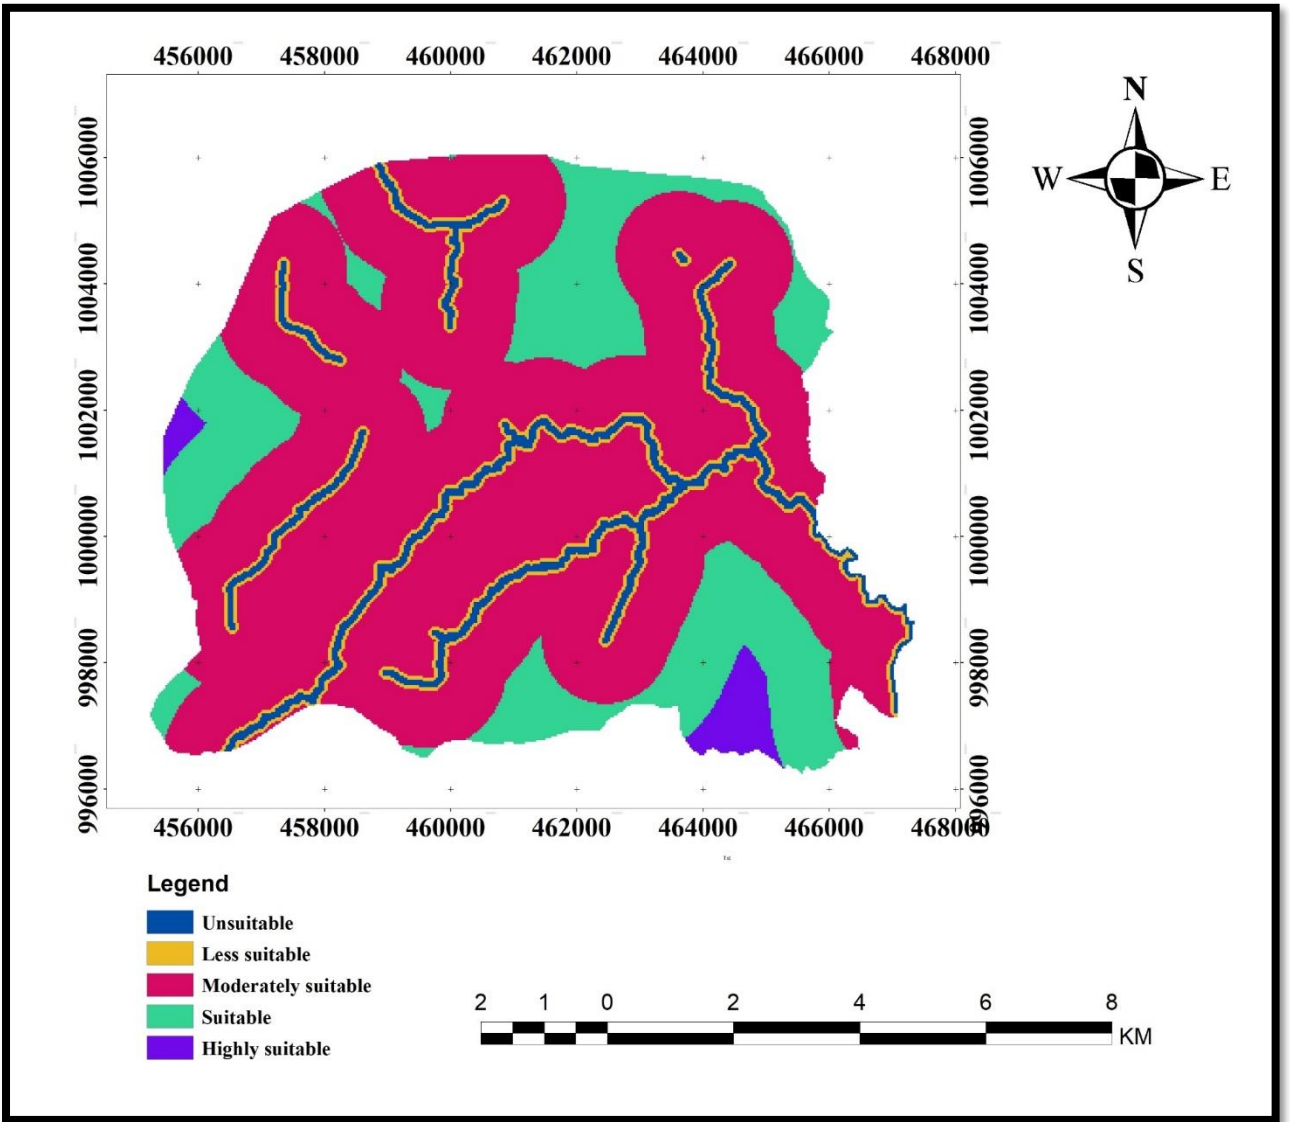 456000 458000 460000 462000 464000 466000 468000
N
W E
S
1006000 1006000
1004000 1004000
1002000 1002000
1000000 1000000
998000 998000
996000 996000
456000 458000 460000 462000 464000 466000 468000
Legend
Unsuitable
Less suitable
Moderately suitable
Suitable
Highly suitable
2 1 0 2 4 6 8
KM